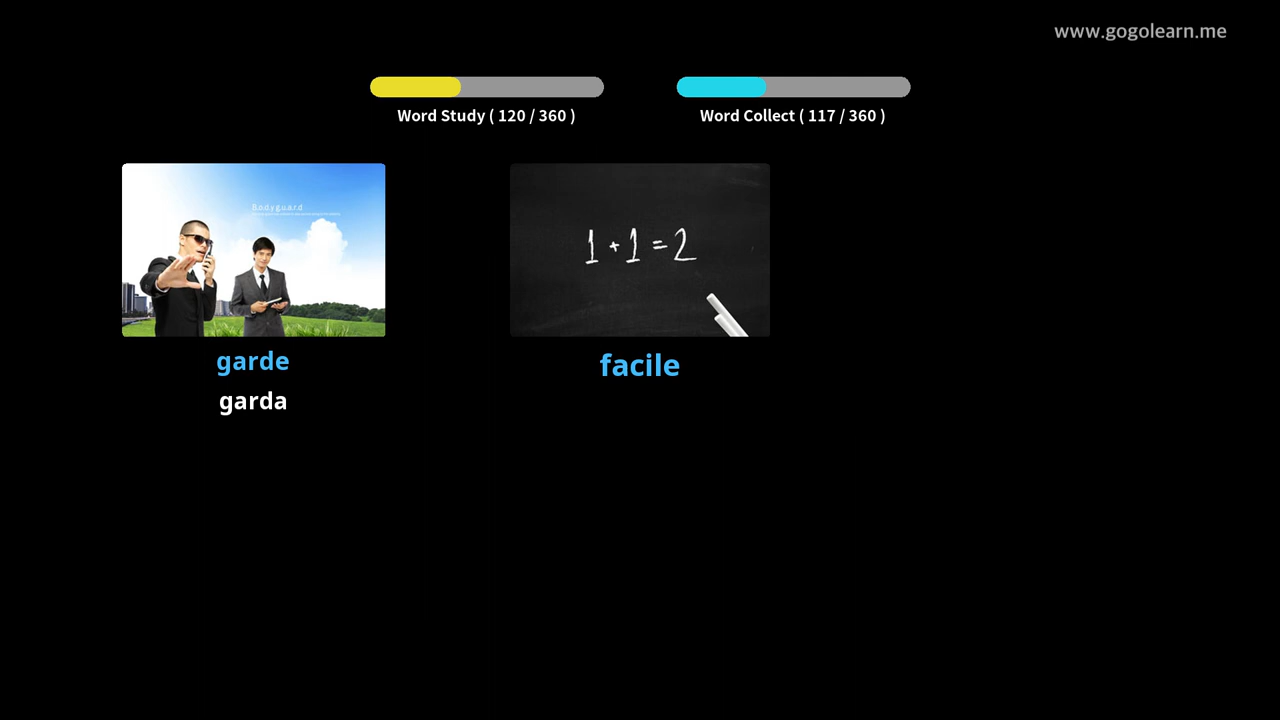 www.gogolearn.me
Word Study ( 120 / 360 )
Word Collect ( 117 / 360 )
Bodyguard
1 + 1 = 2
garde
facile
garda